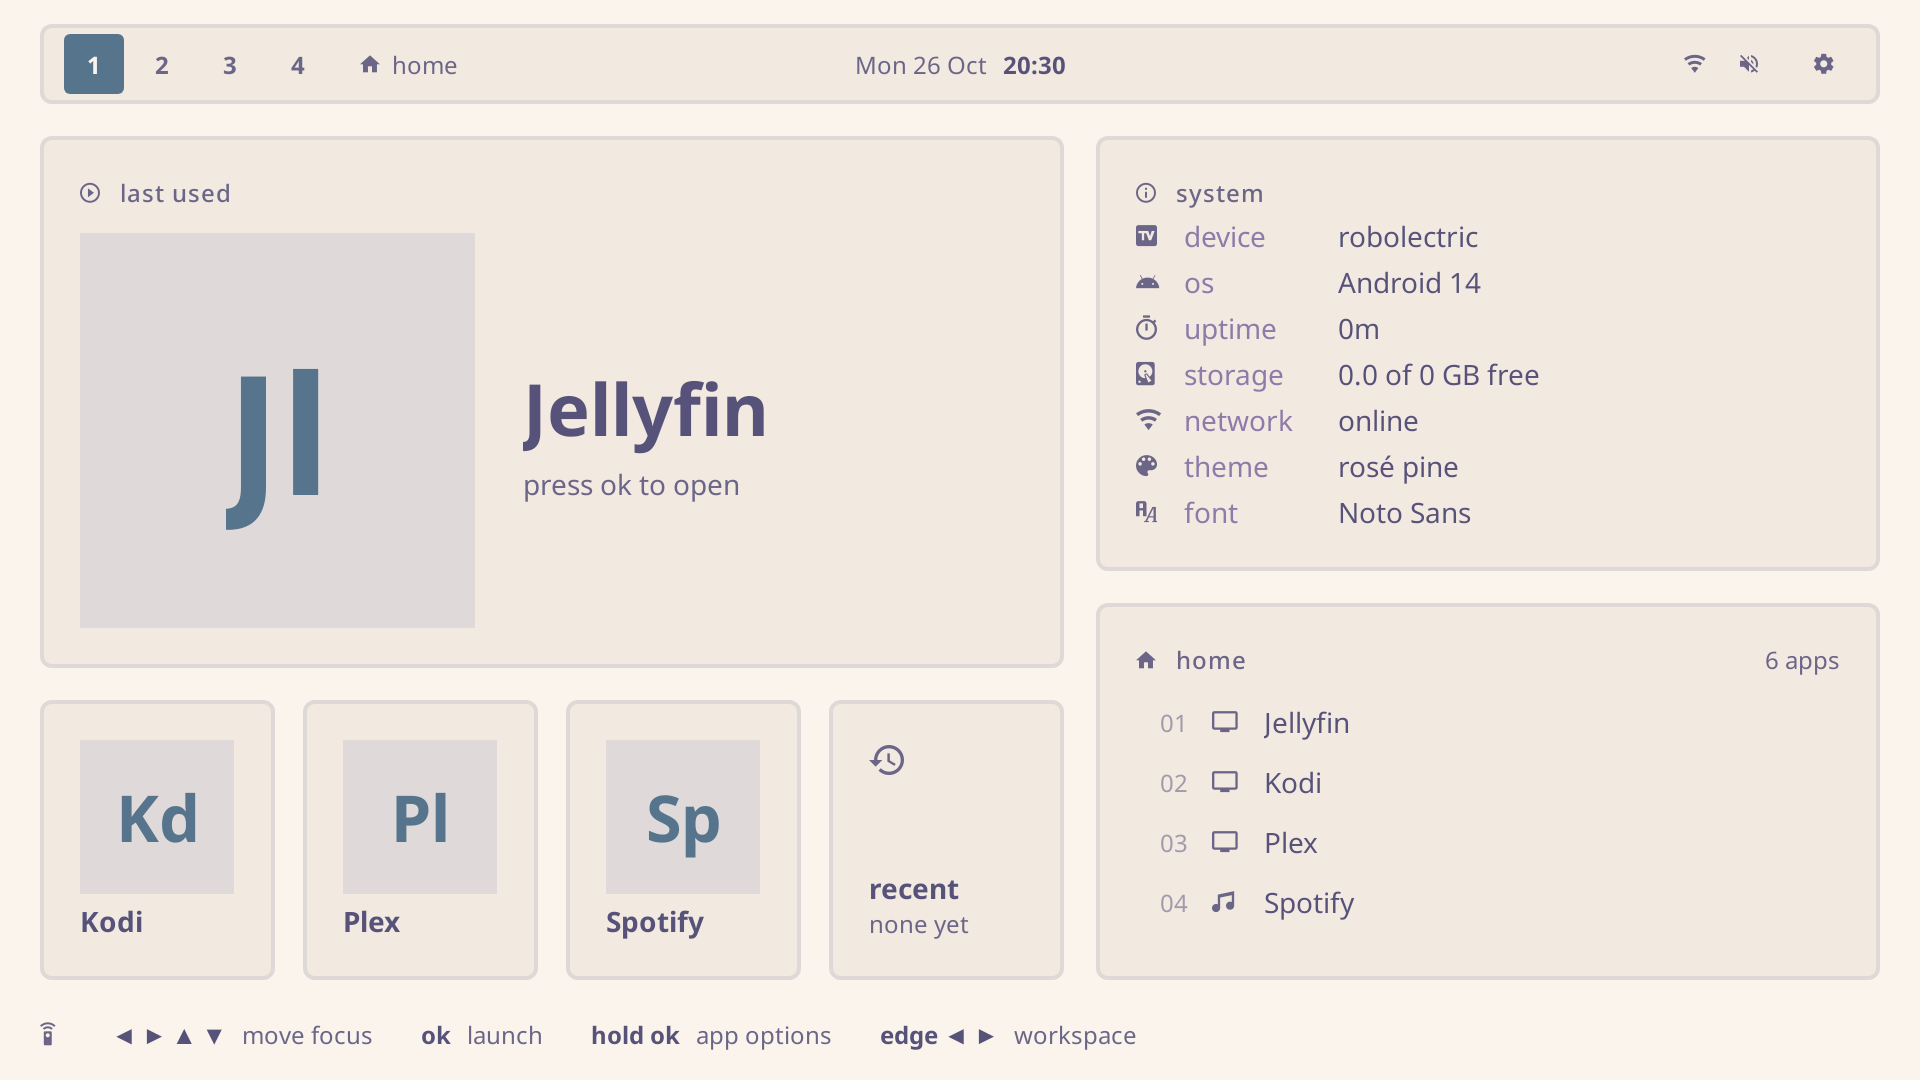 1 2 3 4 home Mon 26 Oct 20:30
last used
Jl
Jellyfin
press ok to open
Kd
Kodi
Pl
Plex
Sp
Spotify
recent
none yet
system
TV device robolectric
os Android 14
uptime 0m
storage 0.0 of 0 GB free
network online
theme rosé pine
font Noto Sans
home 6 apps
01 Jellyfin
02 Kodi
03 Plex
04 Spotify
◀ ▶ ▲ ▼ move focus ok launch hold ok app options edge ◀ ▶ workspace